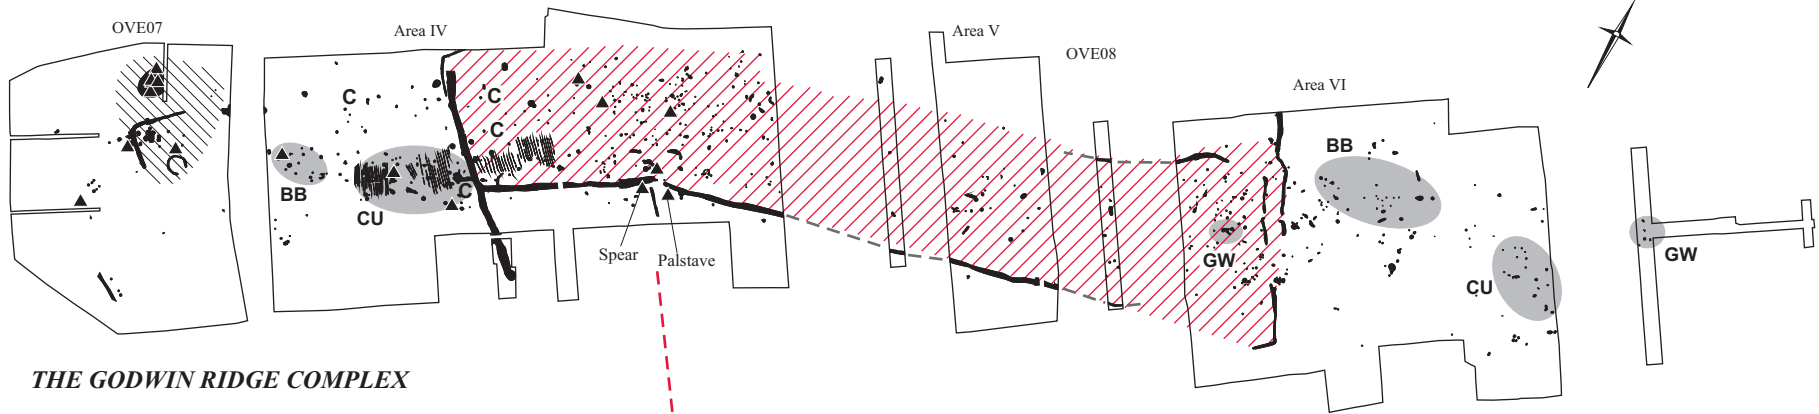 OVE07
Area IV
Area V
OVE08
Area VI
C
C
C
C
BB
CU
Spear
Palstave
GW
BB
CU
GW
THE GODWIN RIDGE COMPLEX